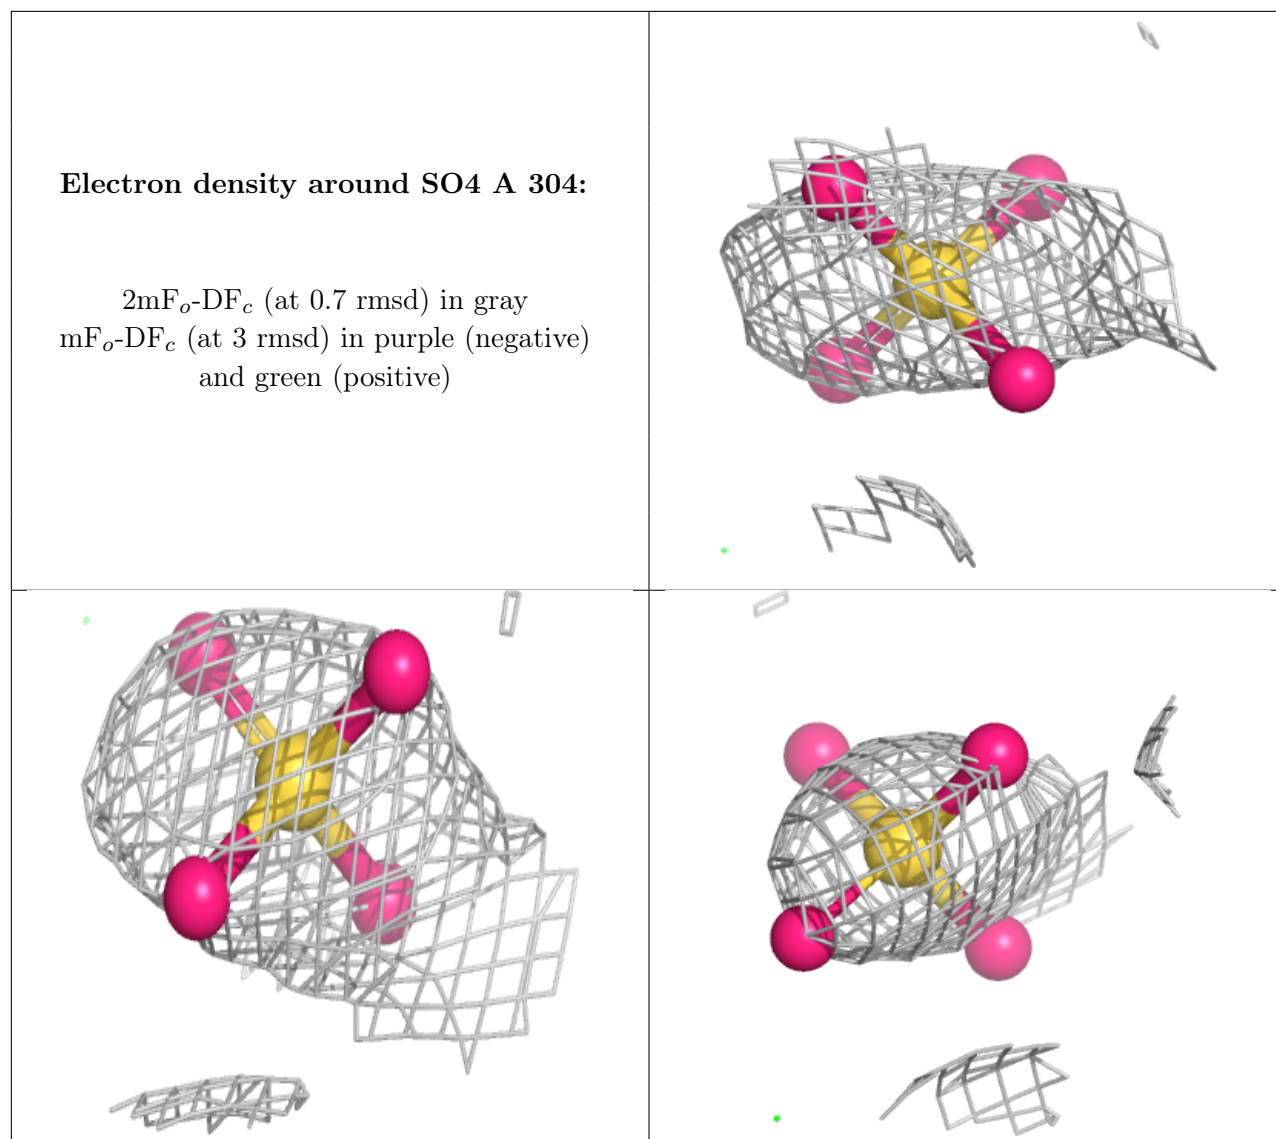 Electron density around SO4 A 304:
2mFₒ-DF𝒸 (at 0.7 rmsd) in gray
mFₒ-DF𝒸 (at 3 rmsd) in purple (negative)
and green (positive)